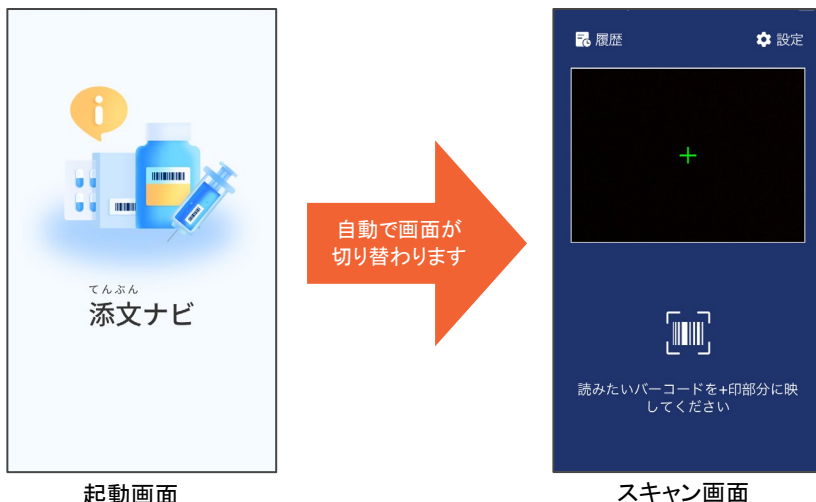 てんぶん
添文ナビ
起動画面
自動で画面が
切り替わります
履歴
設定
読みたいバーコードを+印部分に映
してください
スキャン画面